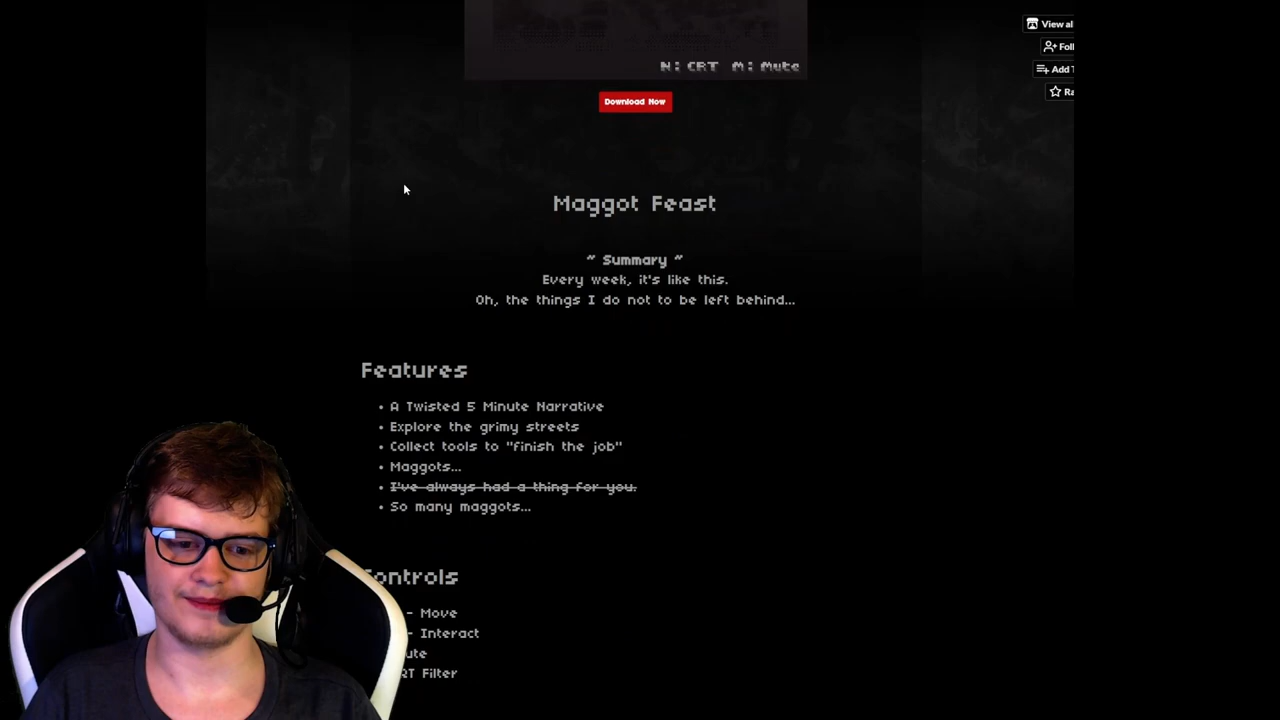 View al
N: CRT M: Mute
Foll
Add T
Download Now
Ra
Maggot Feast
~ Summary ~
Every week, it's like this.
Oh, the things I do not to be left behind...
Features
• A Twisted 5 Minute Narrative
• Explore the grimy streets
• Collect tools to "finish the job"
• Maggots...
• I've always had a thing for you.
• So many maggots...
ontrols
- Move
- Interact
ute
RT Filter